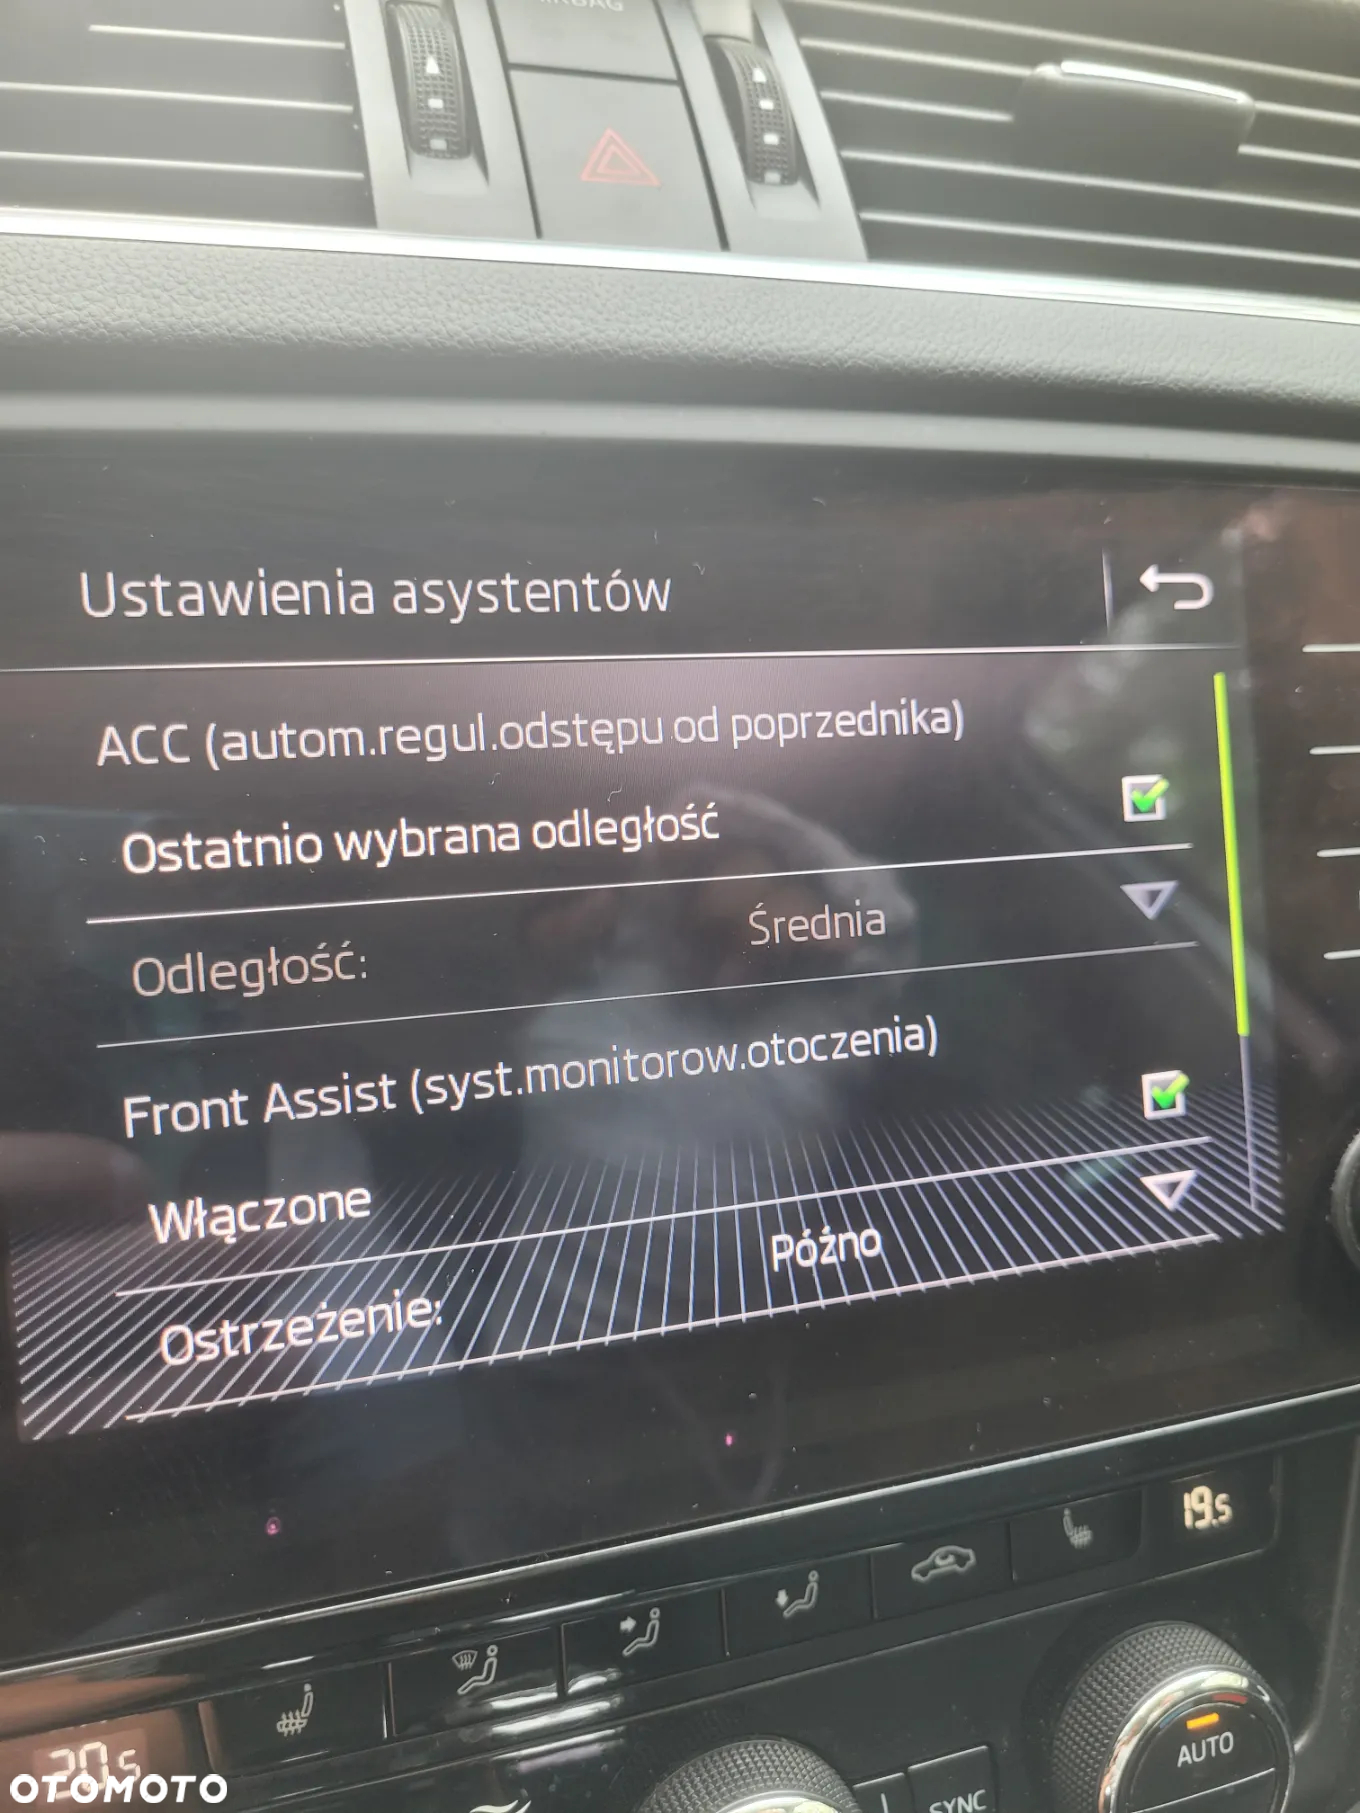 Ustawienia asystentów
ACC (autom.regul.odstępu od poprzednika)
Ostatnio wybrana odległość
Odległość: Średnia
Front Assist (syst.monitorow.otoczenia)
Włączone
Ostrzeżenie: Późno
19.5
20.5
AUTO
SYNC
OTOMOTO